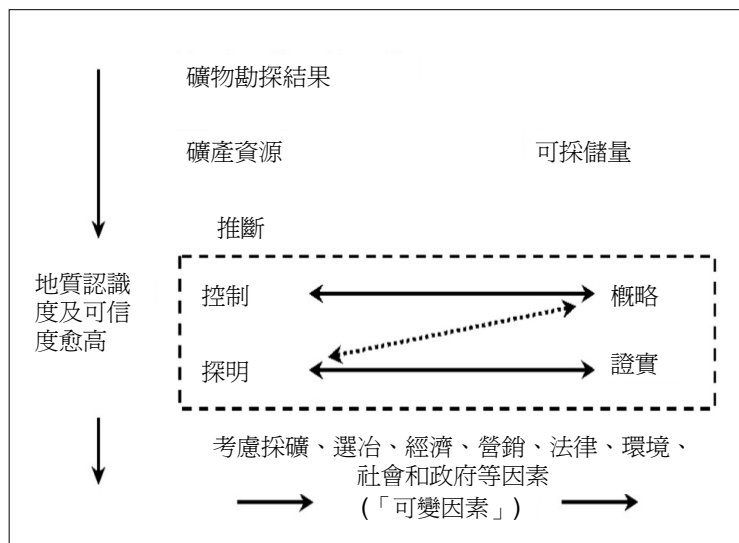 礦物勘探結果
礦產資源
可採儲量
推斷
地質認識
度及可信
度愈高
控制
概略
探明
證實
考慮採礦、選冶、經濟、營銷、法律、環境、
社會和政府等因素
(「可變因素」)